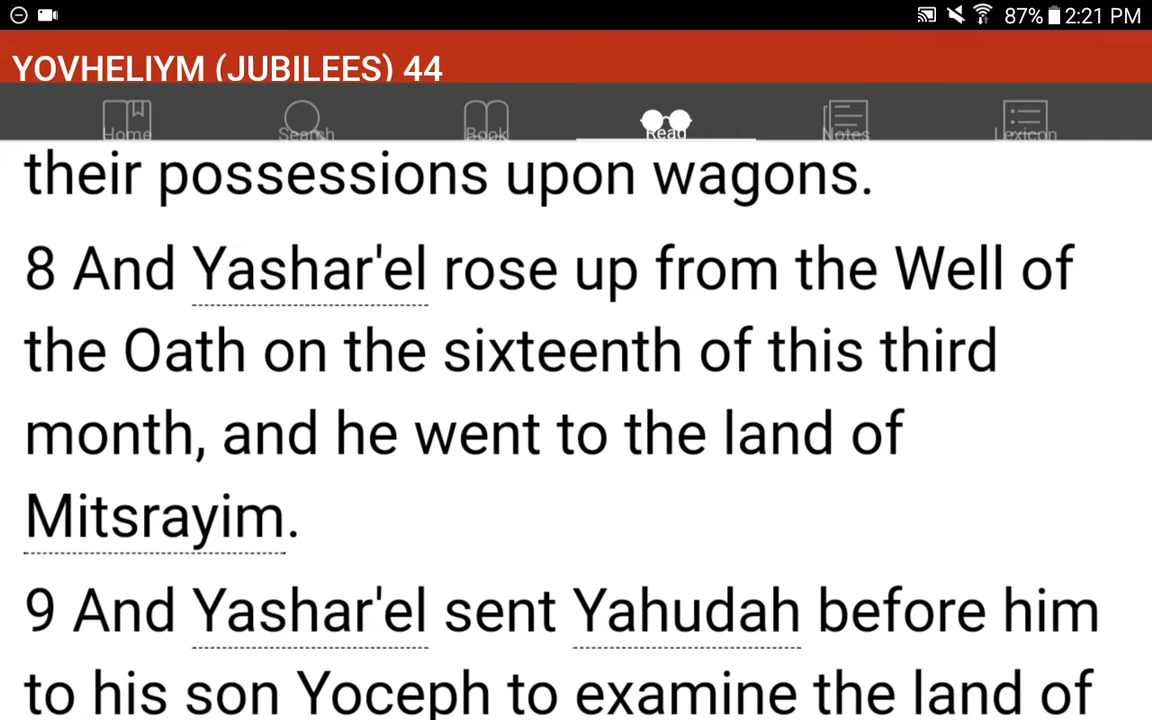 87% 2:21 PM
YOVHELIYM (JUBILEES) 44
Home Search Book Read Notes Lexicon
their possessions upon wagons.
8 And Yashar'el rose up from the Well of
the Oath on the sixteenth of this third
month, and he went to the land of
Mitsrayim.
9 And Yashar'el sent Yahudah before him
to his son Yoceph to examine the land of